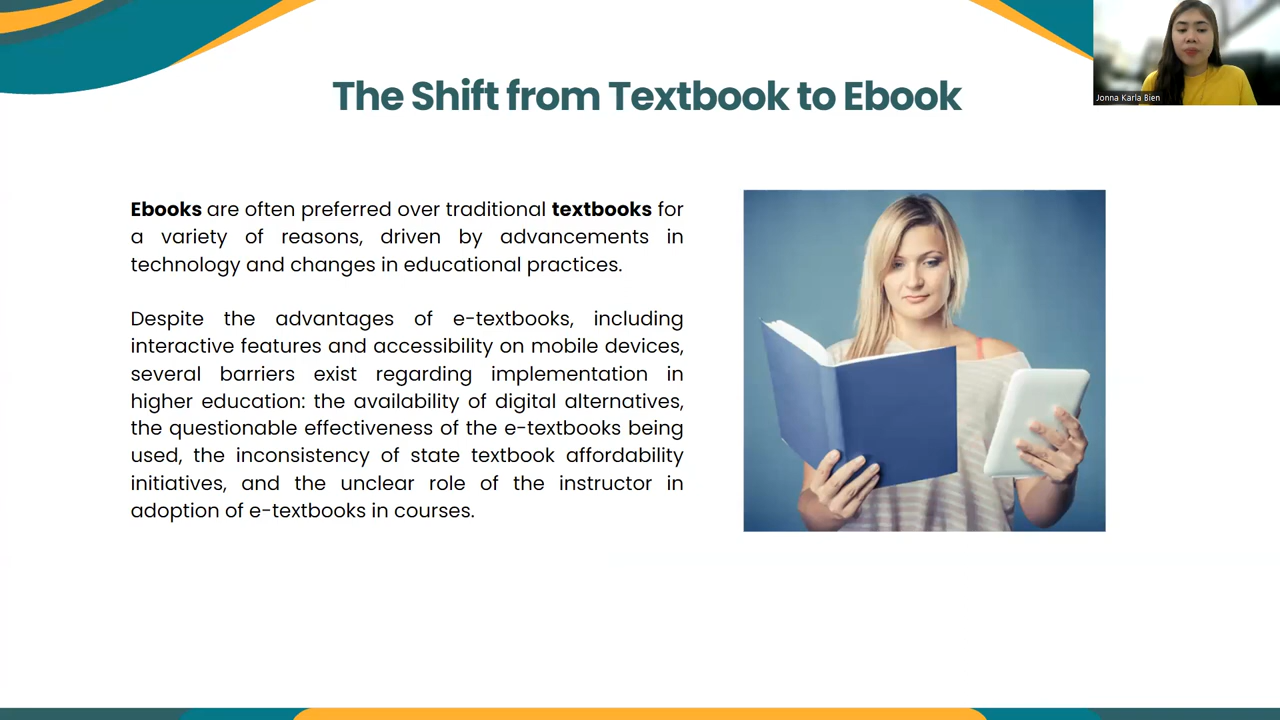 The Shift from Textbook to Ebook
Jonna Karla Bien
Ebooks are often preferred over traditional textbooks for
a variety of reasons, driven by advancements in
technology and changes in educational practices.
Despite the advantages of e-textbooks, including
interactive features and accessibility on mobile devices,
several barriers exist regarding implementation in
higher education: the availability of digital alternatives,
the questionable effectiveness of the e-textbooks being
used, the inconsistency of state textbook affordability
initiatives, and the unclear role of the instructor in
adoption of e-textbooks in courses.